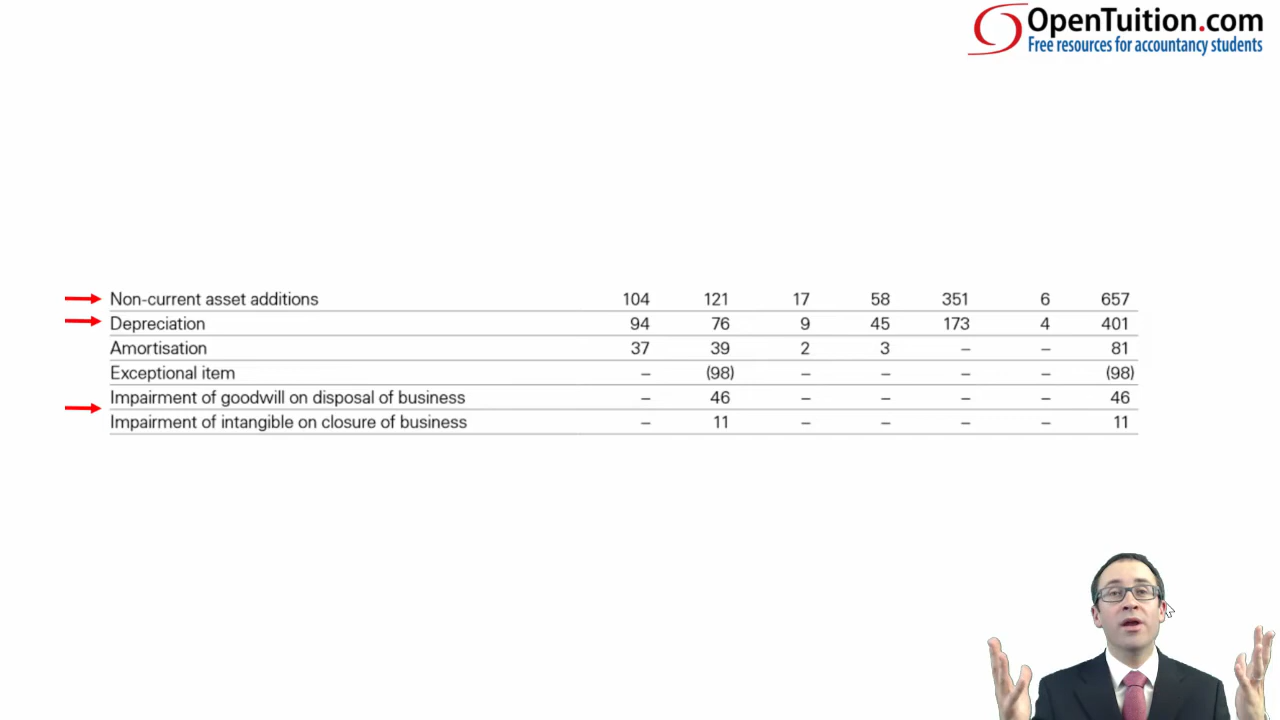 OpenTuition.com
Free resources for accountancy students
Non-current asset additions 104 121 17 58 351 6 657
Depreciation 94 76 9 45 173 4 401
Amortisation 37 39 2 3 – – 81
Exceptional item – (98) – – – – (98)
Impairment of goodwill on disposal of business – 46 – – – – 46
Impairment of intangible on closure of business – 11 – – – – 11